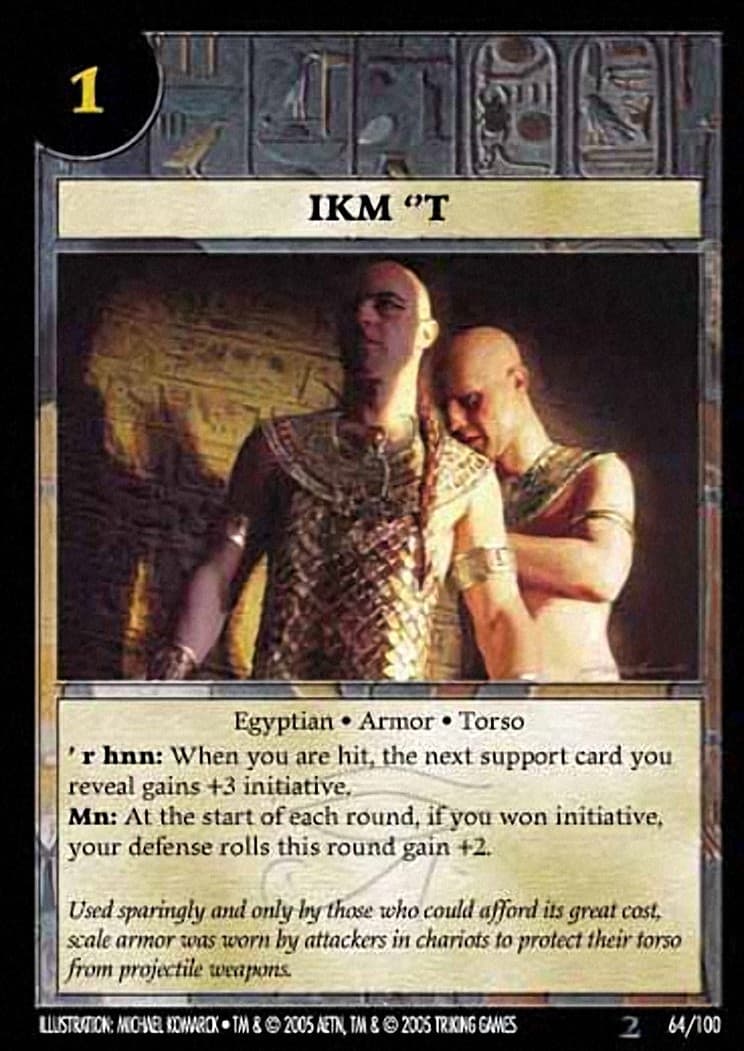 1
IKM ‘’T
Egyptian • Armor • Torso
’ r hnn: When you are hit, the next support card you
reveal gains +3 initiative.
Mn: At the start of each round, if you won initiative,
your defense rolls this round gain +2.
Used sparingly and only by those who could afford its great cost,
scale armor was worn by attackers in chariots to protect their torso
from projectile weapons.
ILLUSTRATION: MICHAEL KOMARCK • TM & © 2005 AETN, TM & © 2005 TRIKING GAMES 2 64/100